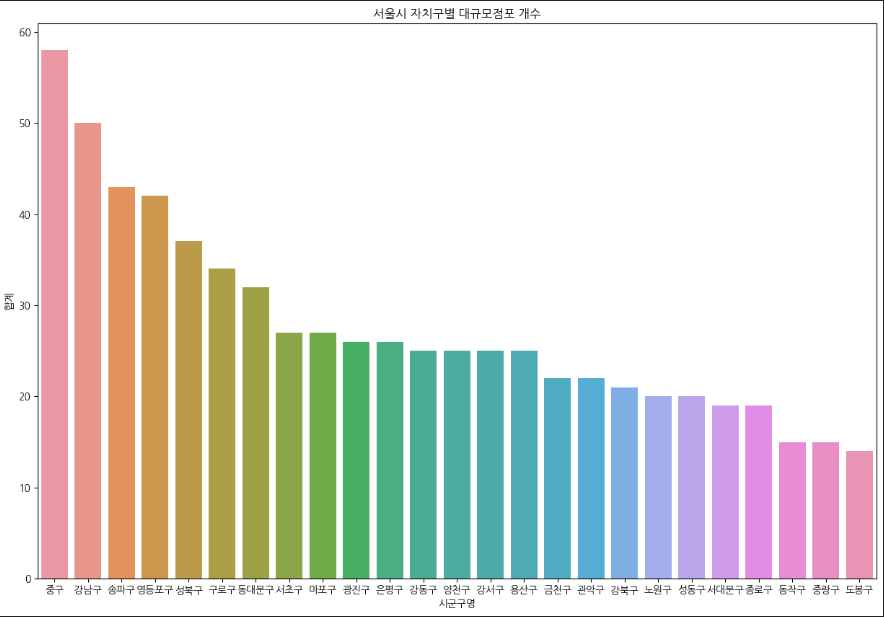 서울시 자치구별 대규모점포 개수
60
50
40
30
20
10
0
합계
중구 강남구 송파구 영등포구 성북구 구로구 동대문구 서초구 마포구 광진구 은평구 강동구 양천구 강서구 용산구 금천구 관악구 강북구 노원구 성동구 서대문구 종로구 동작구 중랑구 도봉구
시군구명